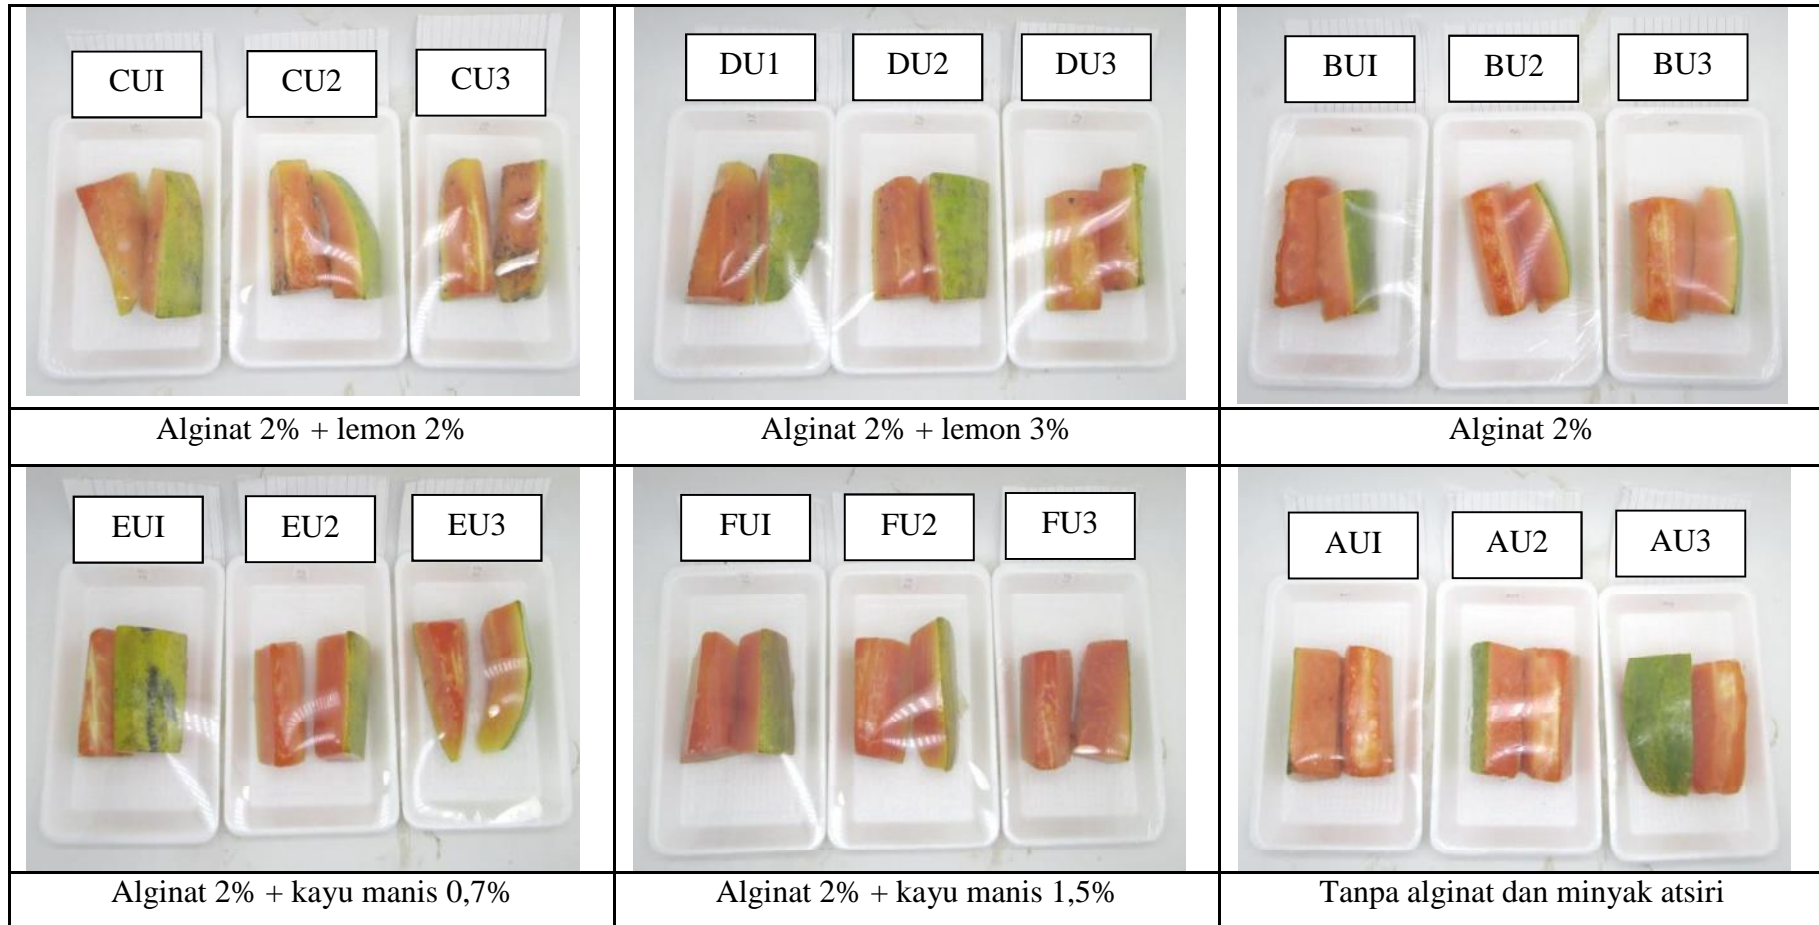 CUI CU2 CU3
DU1 DU2 DU3
BUI BU2 BU3
Alginat 2% + lemon 2%
Alginat 2% + lemon 3%
Alginat 2%
EUI EU2 EU3
FUI FU2 FU3
AUI AU2 AU3
Alginat 2% + kayu manis 0,7%
Alginat 2% + kayu manis 1,5%
Tanpa alginat dan minyak atsiri